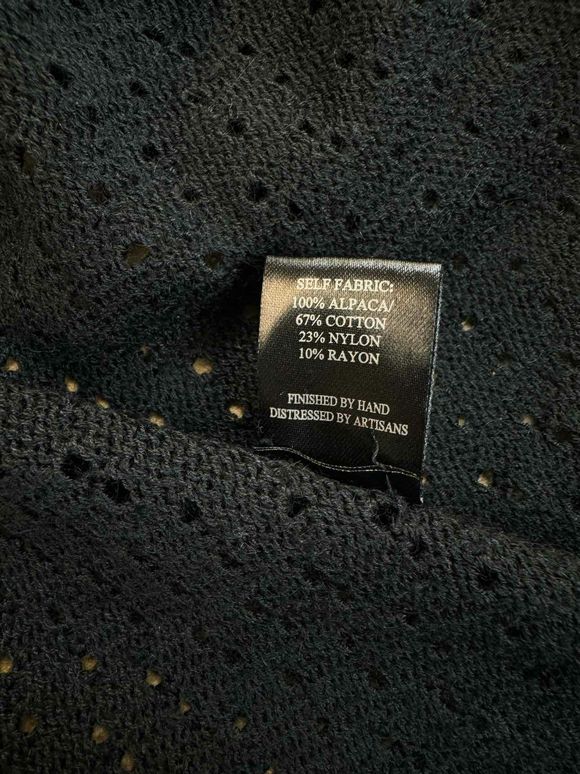 SELF FABRIC:
100% ALPACA/
67% COTTON
23% NYLON
10% RAYON
FINISHED BY HAND
DISTRESSED BY ARTISANS